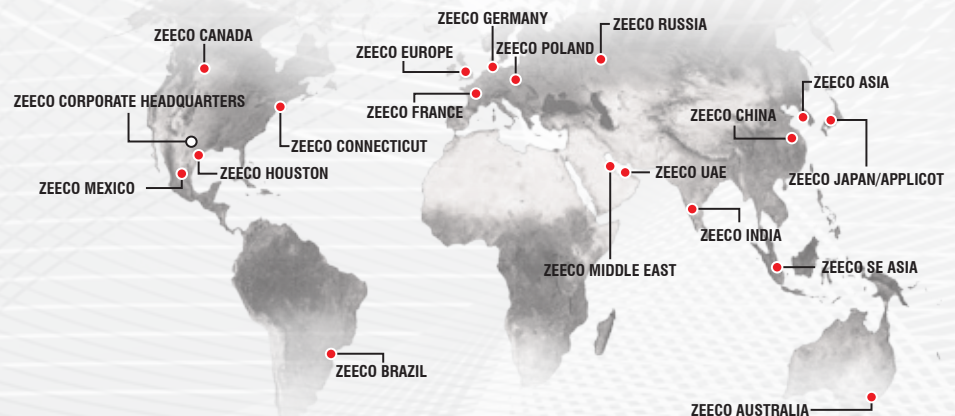 ZEECO GERMANY
ZEECO RUSSIA
ZEECO CANADA
ZEECO EUROPE
ZEECO POLAND
ZEECO ASIA
ZEECO CORPORATE HEADQUARTERS
ZEECO FRANCE
ZEECO CHINA
ZEECO CONNECTICUT
ZEECO HOUSTON
ZEECO UAE
ZEECO JAPAN/APPLICOT
ZEECO MEXICO
ZEECO INDIA
ZEECO MIDDLE EAST
ZEECO SE ASIA
ZEECO BRAZIL
ZEECO AUSTRALIA